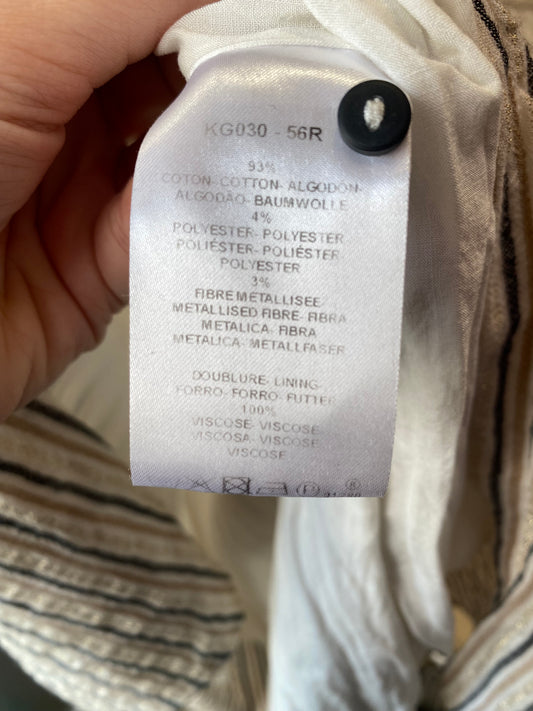 KG030 - 56R
93%
COTON- COTTON- ALGODÓN-
ALGODÃO- BAUMWOLLE
4%
POLYESTER- POLYESTER
POLIÉSTER- POLIÉSTER
POLYESTER
3%
FIBRE METALLISEE
METALLISED FIBRE- FIBRA
METALICA- FIBRA
METALICA- METALLFASER
DOUBLURE- LINING-
FORRO- FORRO- FUTTER
100%
VISCOSE- VISCOSE-
VISCOSA- VISCOSE
VISCOSE